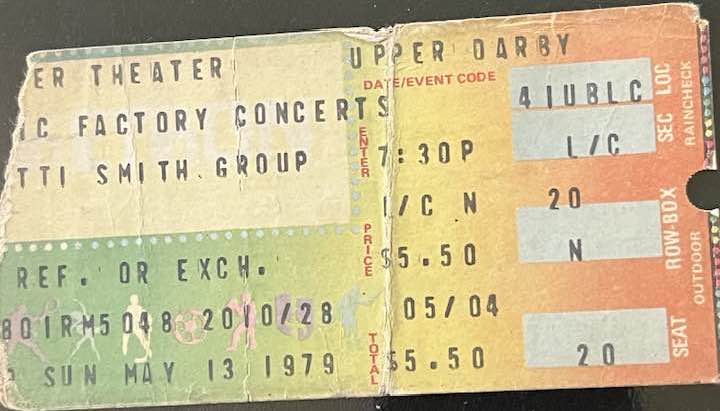 ER THEATER UPPER DARBY
DATE/EVENT CODE
IC FACTORY CONCERTS 41UBLC
ENTER 7:30P L/C
TTI SMITH GROUP
L/C N 20
PRICE $5.50 N
REF. OR EXCH.
801RM5048 2010/28 05/04
SUN MAY 13 1979 TOTAL $5.50 20
SEC LOC
ROW-BOX
SEAT
RAINCHECK
OUTDOOR